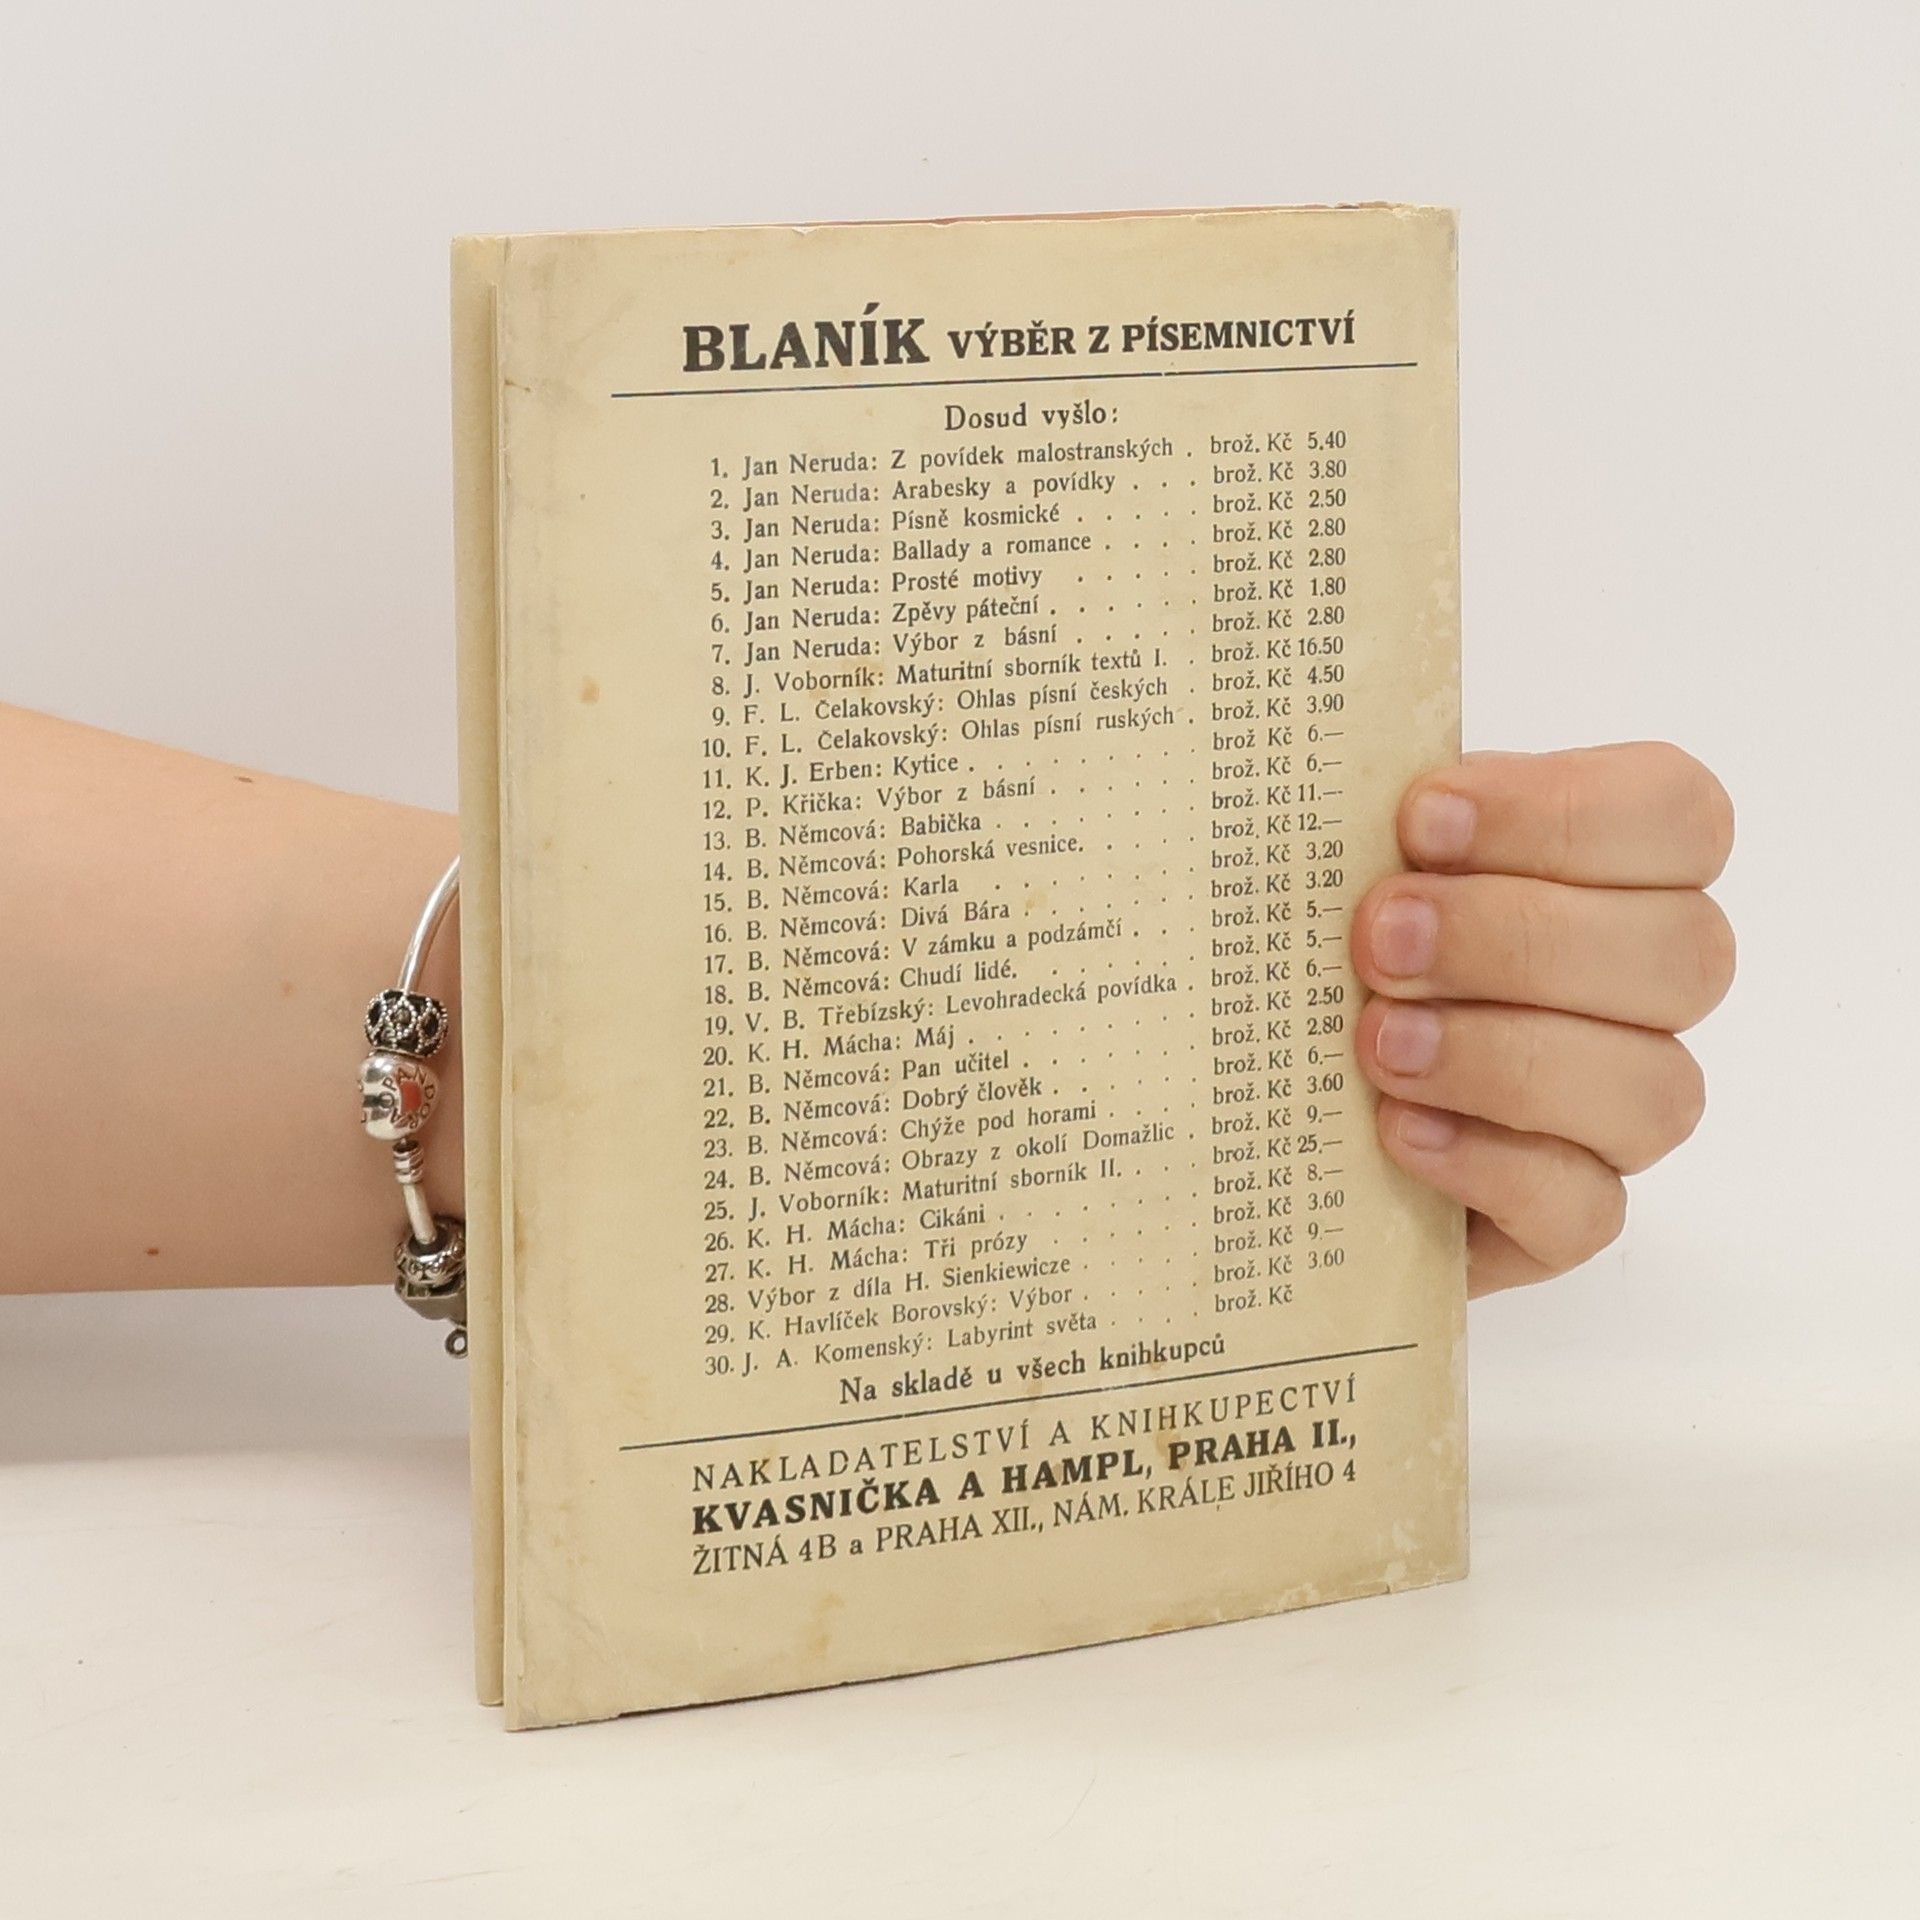 BLANÍK VÝBĚR Z PÍSEMNICTVÍ
Dosud vyšlo:
1. Jan Neruda: Z povídek malostranských . brož. Kč 5.40
2. Jan Neruda: Arabesky a povídky . . . brož. Kč 3.80
3. Jan Neruda: Písně kosmické . . . . . brož. Kč 2.50
4. Jan Neruda: Ballady a romance . . . . brož. Kč 2.80
5. Jan Neruda: Prosté motivy . . . . . brož. Kč 2.80
6. Jan Neruda: Zpěvy páteční . . . . . . brož. Kč 1.80
7. Jan Neruda: Výbor z básní . . . . . brož. Kč 2.80
8. J. Voborník: Maturitní sborník textů I. . brož. Kč 16.50
9. F. L. Čelakovský: Ohlas písní českých . brož. Kč 4.50
10. F. L. Čelakovský: Ohlas písní ruských . brož. Kč 3.90
11. K. J. Erben: Kytice . . . . . . . . brož Kč 6.—
12. P. Křička: Výbor z básní . . . . . . brož. Kč 6.—
13. B. Němcová: Babička . . . . . . . . brož. Kč 11.—
14. B. Němcová: Pohorská vesnice. . . . . brož. Kč 12.—
15. B. Němcová: Karla . . . . . . . . brož. Kč 3.20
16. B. Němcová: Divá Bára . . . . . . . brož. Kč 3.20
17. B. Němcová: V zámku a podzámčí . . . brož. Kč 5.—
18. B. Němcová: Chudí lidé. . . . . . . brož. Kč 5.—
19. V. B. Třebízský: Levohradecká povídka . brož. Kč 6.—
20. K. H. Mácha: Máj . . . . . . . . . brož. Kč 2.50
21. B. Němcová: Pan učitel . . . . . . . brož. Kč 2.80
22. B. Němcová: Dobrý člověk . . . . . . brož. Kč 6.—
23. B. Němcová: Chýže pod horami . . . . brož. Kč 3.60
24. B. Němcová: Obrazy z okolí Domažlic . brož. Kč 9.—
25. J. Voborník: Maturitní sborník II. . . . brož. Kč 25.—
26. K. H. Mácha: Cikáni . . . . . . . . brož. Kč 8.—
27. K. H. Mácha: Tři prózy . . . . . . brož. Kč 3.60
28. Výbor z díla H. Sienkiewicze . . . . . brož. Kč 9.—
29. K. Havlíček Borovský: Výbor . . . . . brož. Kč 3.60
30. J. A. Komenský: Labyrint světa . . . . brož. Kč
Na skladě u všech knihkupců
NAKLADATELSTVÍ A KNIHKUPECTVÍ
KVASNIČKA A HAMPL, PRAHA II.,
ŽITNÁ 4B a PRAHA XII., NÁM. KRÁLE JIŘÍHO 4
PANDORA